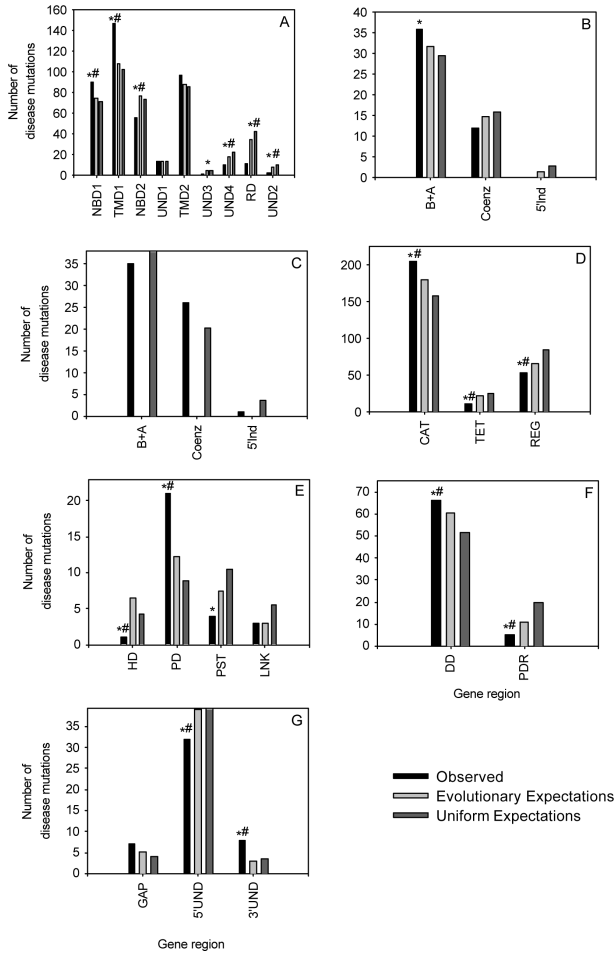 A
Number of
disease mutations
160
140
120
100
80
60
40
20
0
*# *# *# * *# *# *#
NBD1 TMD1 NBD2 UND1 TMD2 UND3 UND4 RD UND2
B
40
35
30
25
20
15
10
5
0
*
B+A Coenz 5'Ind
C
Number of
disease mutations
35
30
25
20
15
10
5
0
B+A Coenz 5'Ind
D
200
150
100
50
0
*# *# *#
CAT TET REG
E
Number of
disease mutations
20
15
10
5
0
*# *# *
HD PD PST LNK
F
70
60
50
40
30
20
10
0
*# *#
DD PDR
Gene region
G
Number of
disease mutations
35
30
25
20
15
10
5
0
*# *#
GAP 5'UND 3'UND
Gene region
Observed
Evolutionary Expectations
Uniform Expectations